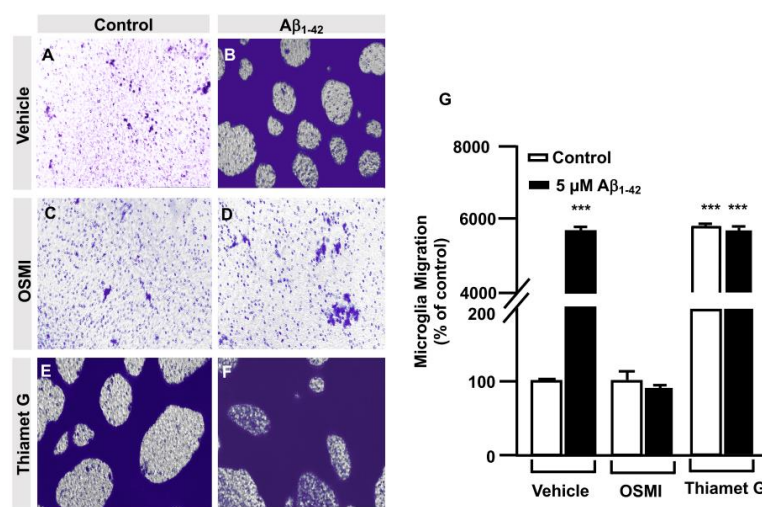 Control
Aβ1-42
Vehicle
A
B
OSMI
C
D
Thiamet G
E
F
G
Microglia Migration
(% of control)
8000
6000
4000
200
100
0
Control
5 μM Aβ1-42
***
*** ***
Vehicle
OSMI
Thiamet G